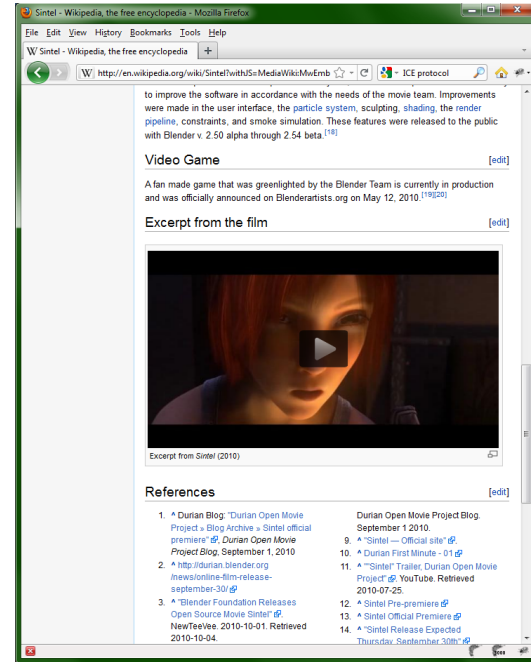 Sintel - Wikipedia, the free encyclopedia - Mozilla Firefox
File Edit View History Bookmarks Tools Help
W Sintel - Wikipedia, the free encyclopedia +
W http://en.wikipedia.org/wiki/Sintel?withJS=MediaWiki:MwEmb ICE protocol
to improve the software in accordance with the needs of the movie team. Improvements
were made in the user interface, the particle system, sculpting, shading, the render
pipeline, constraints, and smoke simulation. These features were released to the public
with Blender v. 2.50 alpha through 2.54 beta.[18]
Video Game [edit]
A fan made game that was greenlighted by the Blender Team is currently in production
and was officially announced on Blenderartists.org on May 12, 2010.[19][20]
Excerpt from the film [edit]
Excerpt from Sintel (2010)
References [edit]
1. ^ Durian Blog: "Durian Open Movie
Project » Blog Archive » Sintel official
premiere", Durian Open Movie
Project Blog, September 1, 2010
2. ^ http://durian.blender.org
/news/online-film-release-
september-30/
3. ^ "Blender Foundation Releases
Open Source Movie Sintel".
NewTeeVee. 2010-10-01. Retrieved
2010-10-04.
Durian Open Movie Project Blog.
September 1 2010.
9. ^ "Sintel — Official site".
10. ^ Durian First Minute - 01
11. ^ ""Sintel" Trailer, Durian Open Movie
Project". YouTube. Retrieved
2010-07-25.
12. ^ Sintel Pre-premiere
13. ^ Sintel Official Premiere
14. ^ "Sintel Release Expected
Thursday, September 30th"